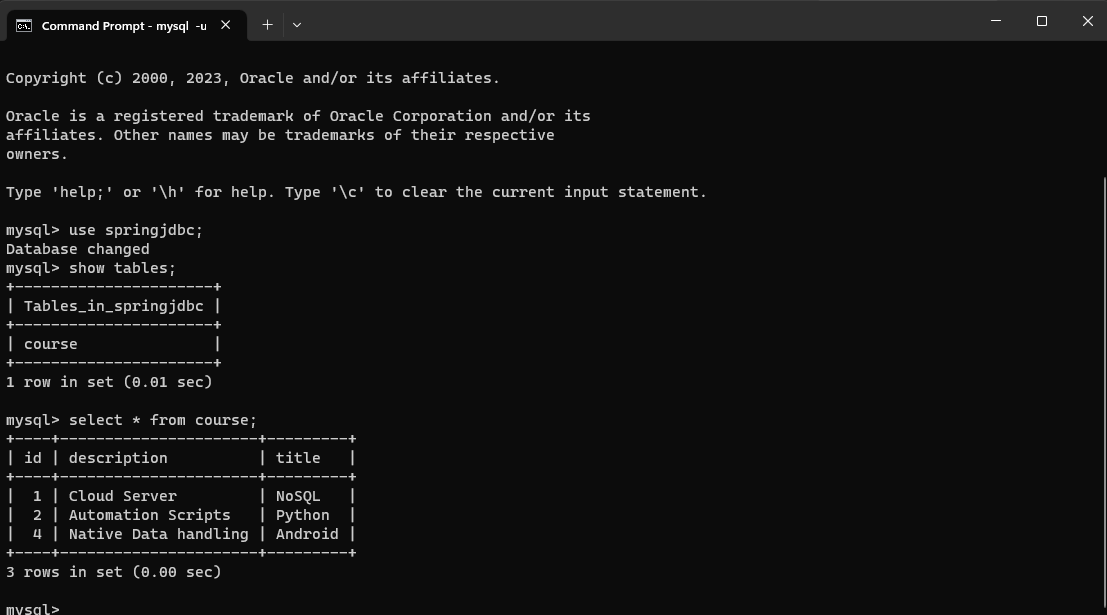 Command Prompt - mysql -u
Copyright (c) 2000, 2023, Oracle and/or its affiliates.
Oracle is a registered trademark of Oracle Corporation and/or its
affiliates. Other names may be trademarks of their respective
owners.
Type 'help;' or '\h' for help. Type '\c' to clear the current input statement.
mysql> use springjdbc;
Database changed
mysql> show tables;
+----------------------+
| Tables_in_springjdbc |
+----------------------+
| course               |
+----------------------+
1 row in set (0.01 sec)
mysql> select * from course;
+----+----------------------+---------+
| id | description          | title   |
+----+----------------------+---------+
|  1 | Cloud Server         | NoSQL   |
|  2 | Automation Scripts   | Python  |
|  4 | Native Data handling | Android |
+----+----------------------+---------+
3 rows in set (0.00 sec)
mysql>